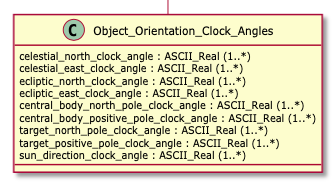 C Object_Orientation_Clock_Angles
celestial_north_clock_angle : ASCII_Real (1..*)
celestial_east_clock_angle : ASCII_Real (1..*)
ecliptic_north_clock_angle : ASCII_Real (1..*)
ecliptic_east_clock_angle : ASCII_Real (1..*)
central_body_north_pole_clock_angle : ASCII_Real (1..*)
central_body_positive_pole_clock_angle : ASCII_Real (1..*)
target_north_pole_clock_angle : ASCII_Real (1..*)
target_positive_pole_clock_angle : ASCII_Real (1..*)
sun_direction_clock_angle : ASCII_Real (1..*)